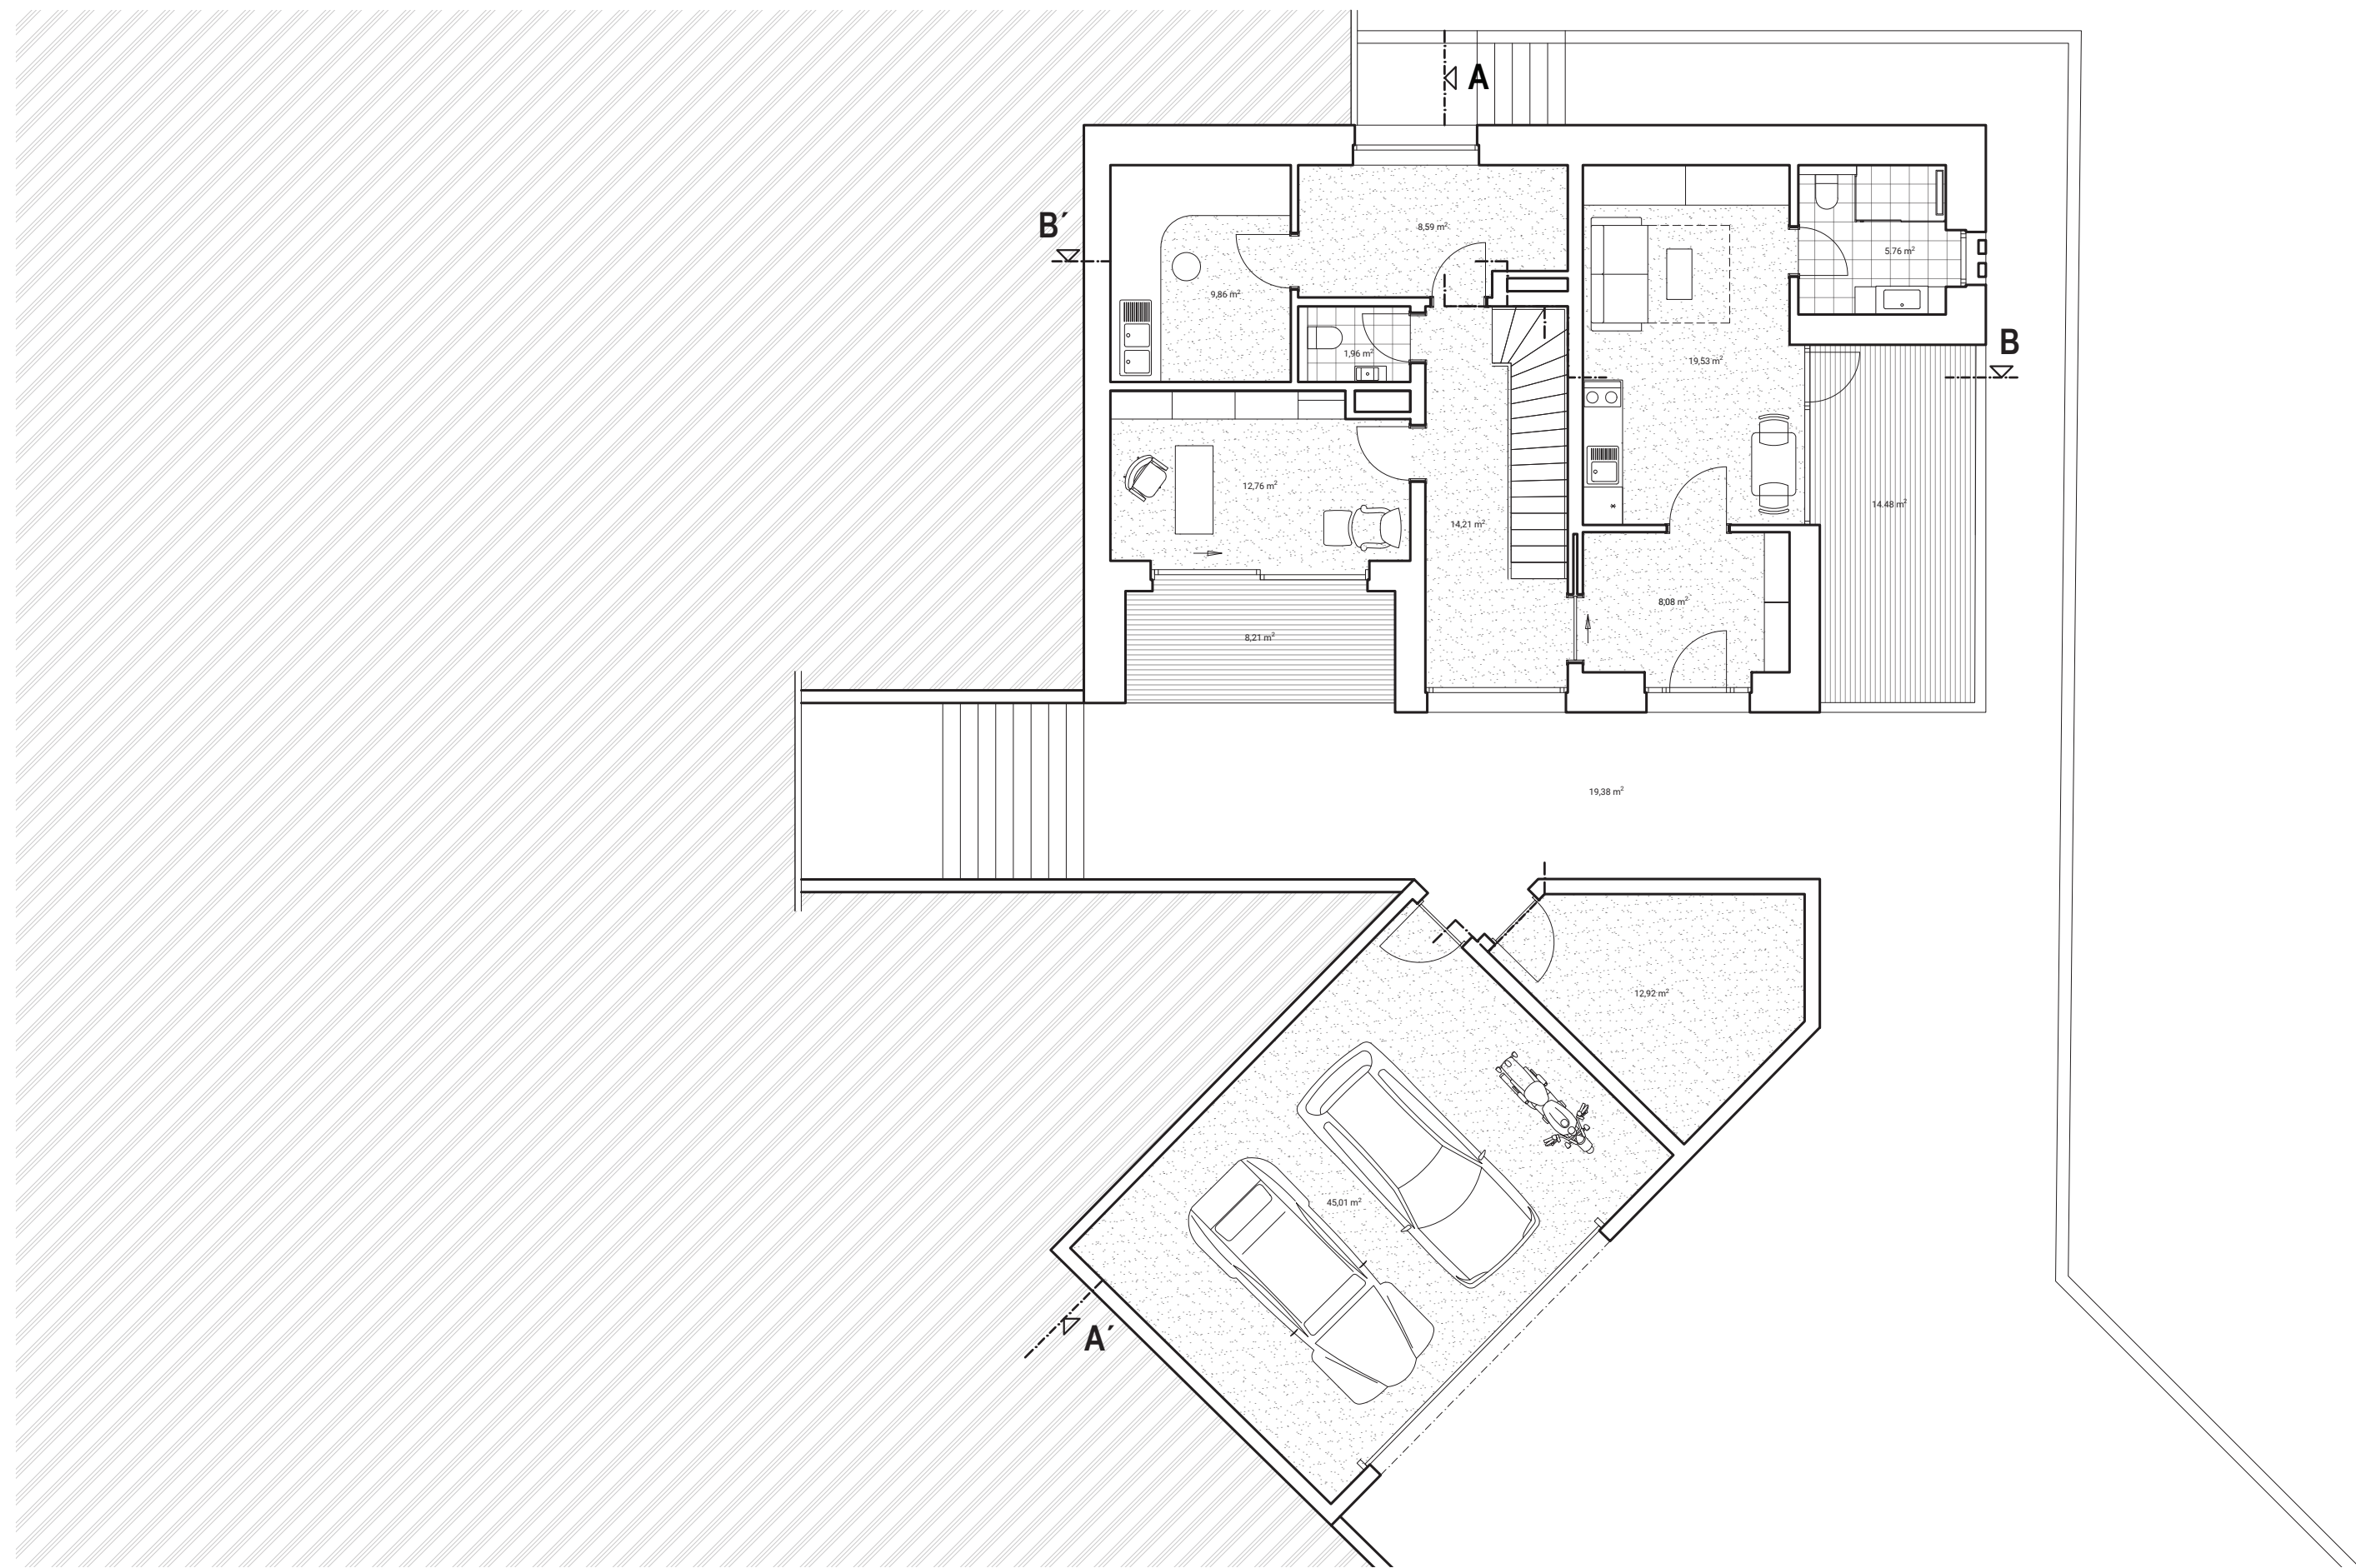 A
B´
8,59 m²
5.76 m²
9,86 m²
B
1,96 m²
19,53 m²
12,76 m²
14.48 m²
14,21 m²
8,08 m²
8,21 m²
19,38 m²
12,92 m²
45,01 m²
A´